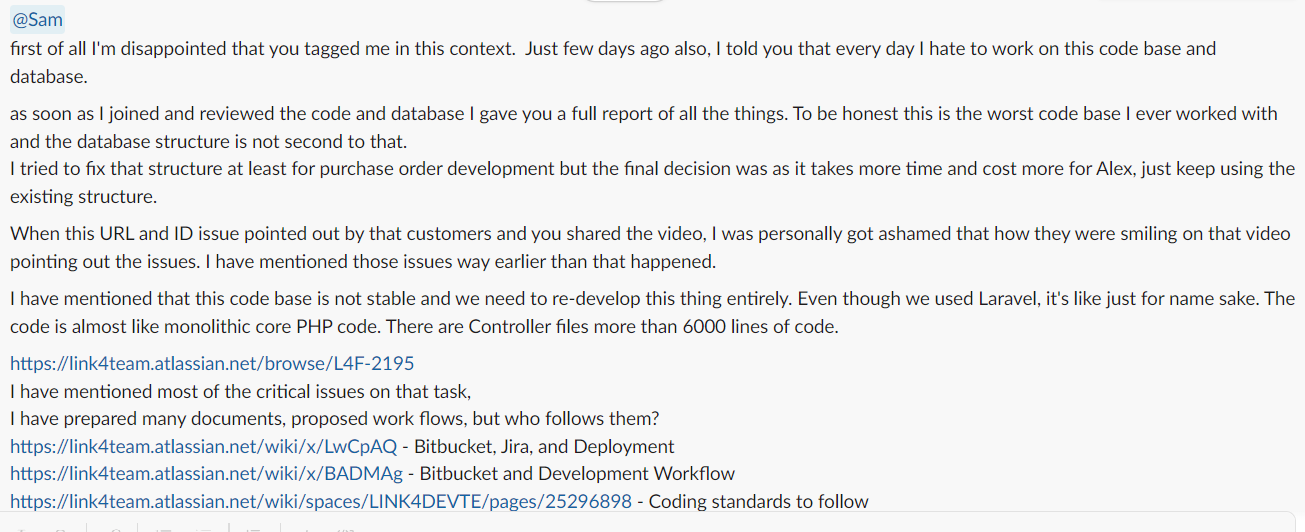 @Sam
first of all I'm disappointed that you tagged me in this context.  Just few days ago also, I told you that every day I hate to work on this code base and
database.
as soon as I joined and reviewed the code and database I gave you a full report of all the things. To be honest this is the worst code base I ever worked with
and the database structure is not second to that.
I tried to fix that structure at least for purchase order development but the final decision was as it takes more time and cost more for Alex, just keep using the
existing structure.
When this URL and ID issue pointed out by that customers and you shared the video, I was personally got ashamed that how they were smiling on that video
pointing out the issues. I have mentioned those issues way earlier than that happened.
I have mentioned that this code base is not stable and we need to re-develop this thing entirely. Even though we used Laravel, it's like just for name sake. The
code is almost like monolithic core PHP code. There are Controller files more than 6000 lines of code.
https://link4team.atlassian.net/browse/L4F-2195
I have mentioned most of the critical issues on that task,
I have prepared many documents, proposed work flows, but who follows them?
https://link4team.atlassian.net/wiki/x/LwCpAQ - Bitbucket, Jira, and Deployment
https://link4team.atlassian.net/wiki/x/BADMAg - Bitbucket and Development Workflow
https://link4team.atlassian.net/wiki/spaces/LINK4DEVTE/pages/25296898 - Coding standards to follow